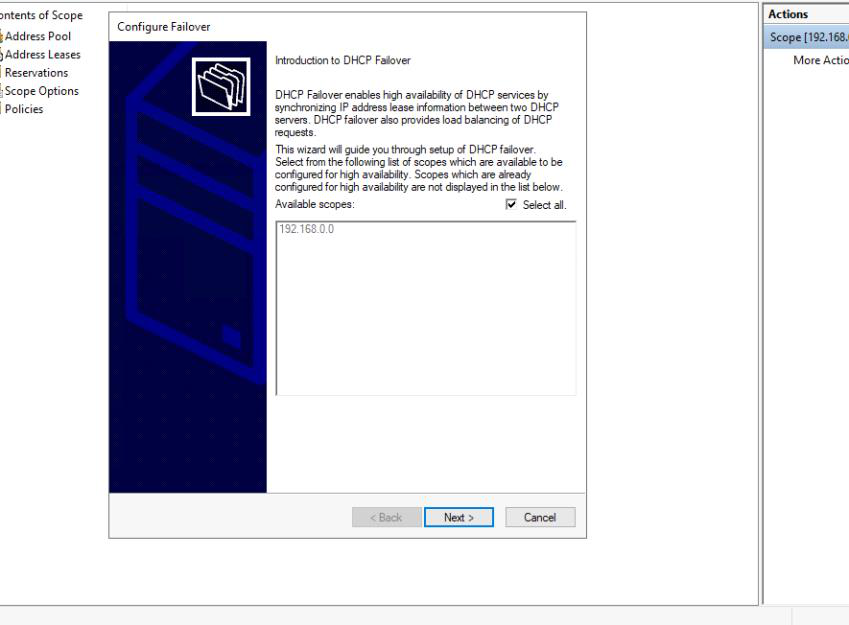 ontents of Scope
Address Pool
Address Leases
Reservations
Scope Options
Policies
Configure Failover
Introduction to DHCP Failover
DHCP Failover enables high availability of DHCP services by
synchronizing IP address lease information between two DHCP
servers. DHCP failover also provides load balancing of DHCP
requests.
This wizard will guide you through setup of DHCP failover.
Select from the following list of scopes which are available to be
configured for high availability. Scopes which are already
configured for high availability are not displayed in the list below.
Available scopes:
Select all.
192.168.0.0
< Back
Next >
Cancel
Actions
Scope [192.168.
More Actio